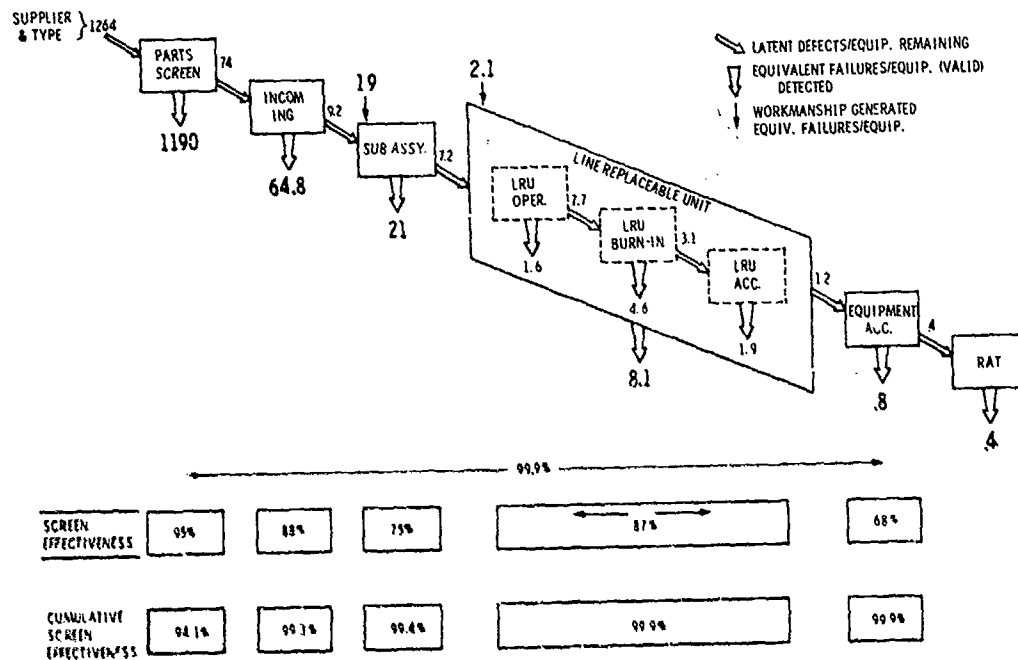 SUPPLIER
& TYPE } 1264
PARTS
SCREEN
1190
74
INCOM
ING
64.8
9.2
19
SUB ASSY.
21
7.2
2.1
LINE REPLACEABLE UNIT
LRU
OPER.
1.6
7.7
LRU
BURN-IN
4.6
3.1
LRU
ACC.
1.9
8.1
1.2
EQUIPMENT
ACC.
.8
.4
RAT
.4
LATENT DEFECTS/EQUIP. REMAINING
EQUIVALENT FAILURES/EQUIP. (VALID)
DETECTED
WORKMANSHIP GENERATED
EQUIV. FAILURES/EQUIP.
99.9%
SCREEN
EFFECTIVENESS
95%
88%
75%
87%
68%
CUMULATIVE
SCREEN
EFFECTIVENESS
94.1%
99.3%
99.4%
99.9%
99.9%